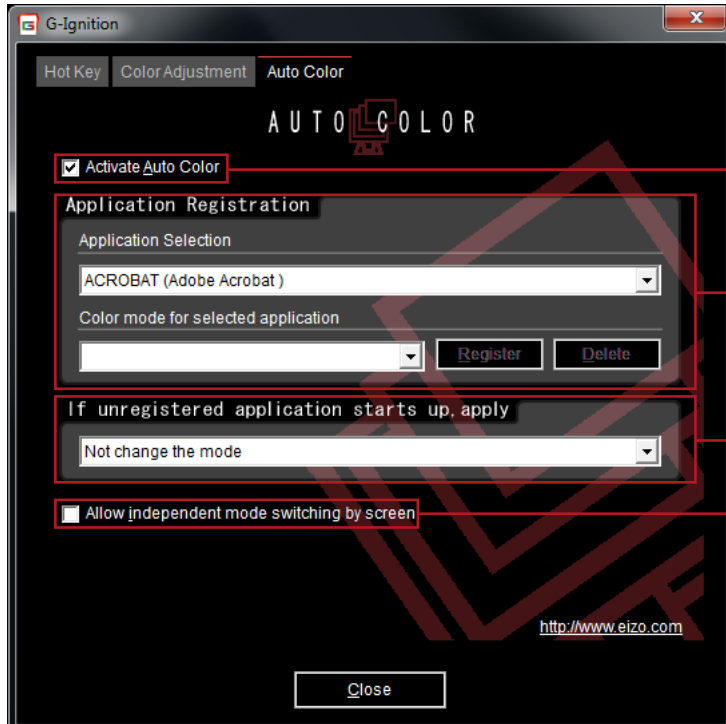 G-Ignition
Hot Key Color Adjustment Auto Color
AUTO COLOR
Activate Auto Color
Application Registration
Application Selection
ACROBAT (Adobe Acrobat )
Color mode for selected application
Register Delete
If unregistered application starts up, apply
Not change the mode
Allow independent mode switching by screen
http://www.eizo.com
Close